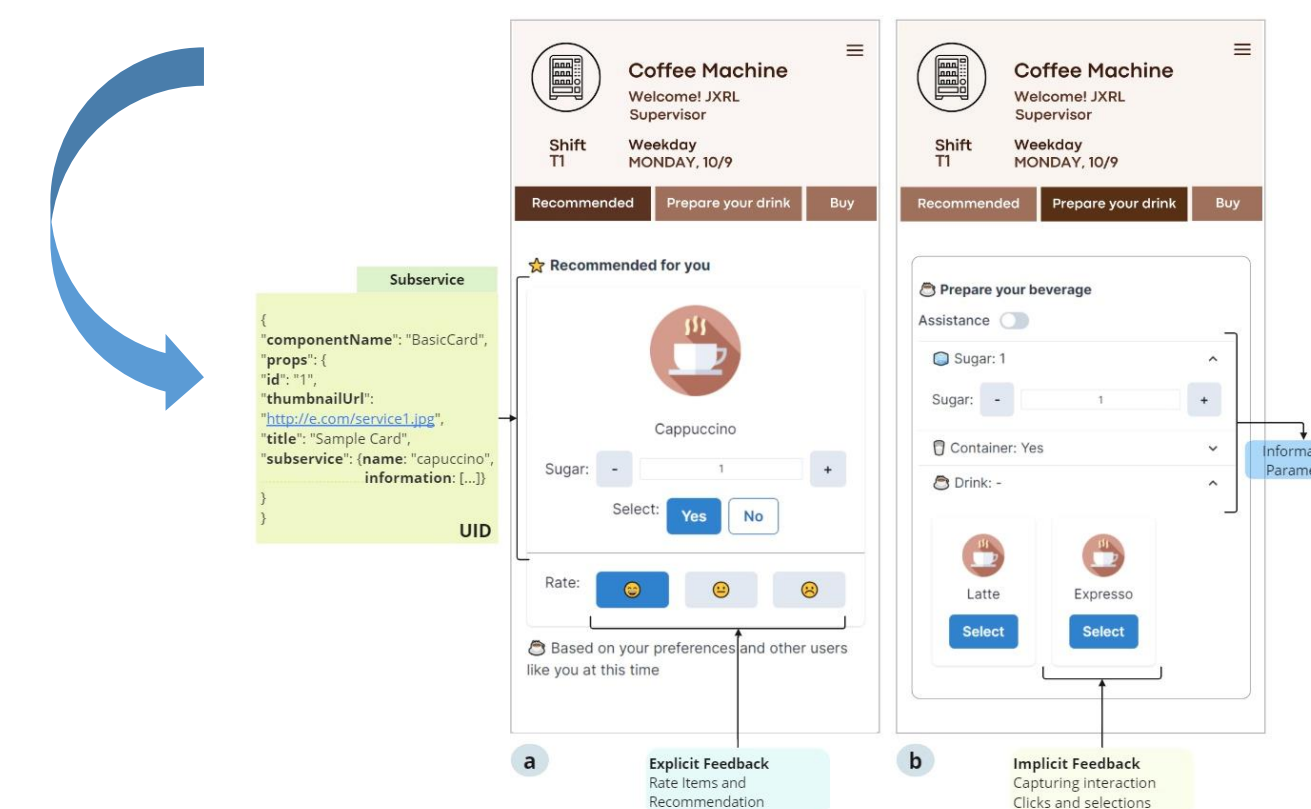 Subservice
{
"componentName": "BasicCard",
"props": {
"id": "1",
"thumbnailUrl":
"http://e.com/service1.jpg",
"title": "Sample Card",
"subservice": {name: "capuccino",
information: [...]}
}
}
UID
Coffee Machine
Welcome! JXRL
Supervisor
Shift
T1
Weekday
MONDAY, 10/9
Recommended
Prepare your drink
Buy
Recommended for you
Cappuccino
Sugar: - 1 +
Select: Yes No
Rate:
Based on your preferences and other users
like you at this time
a
Explicit Feedback
Rate Items and
Recommendation
Coffee Machine
Welcome! JXRL
Supervisor
Shift
T1
Weekday
MONDAY, 10/9
Recommended
Prepare your drink
Buy
Prepare your beverage
Assistance
Sugar: 1
Sugar: - 1 +
Container: Yes
Drink: -
Latte
Expresso
Select
Select
b
Implicit Feedback
Capturing interaction
Clicks and selections